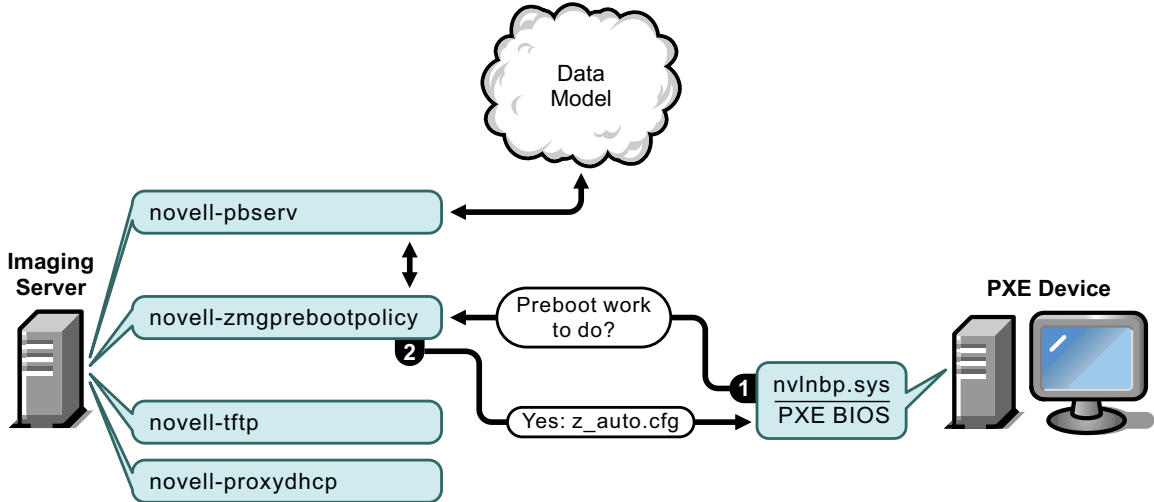 Data
Model
novell-pbserv
Imaging
Server
novell-zmgprebootpolicy
Preboot work
to do?
PXE Device
2
1
nvlnbp.sys
PXE BIOS
novell-tftp
Yes: z_auto.cfg
novell-proxydhcp